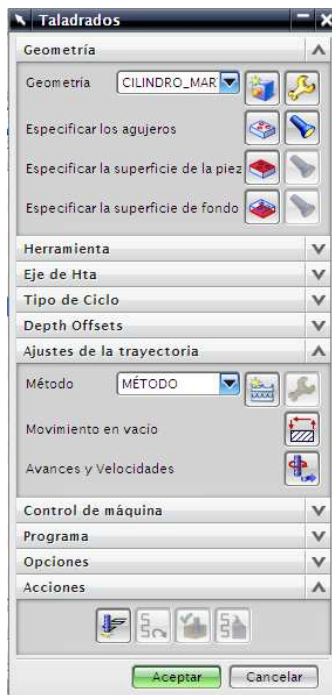 Taladrados
Geometría
Geometría CILINDRO_MAR
Especificar los agujeros
Especificar la superficie de la piez
Especificar la superficie de fondo
Herramienta
Eje de Hta
Tipo de Ciclo
Depth Offsets
Ajustes de la trayectoria
Método MÉTODO
Movimiento en vacío
Avances y Velocidades
Control de máquina
Programa
Opciones
Acciones
Aceptar Cancelar